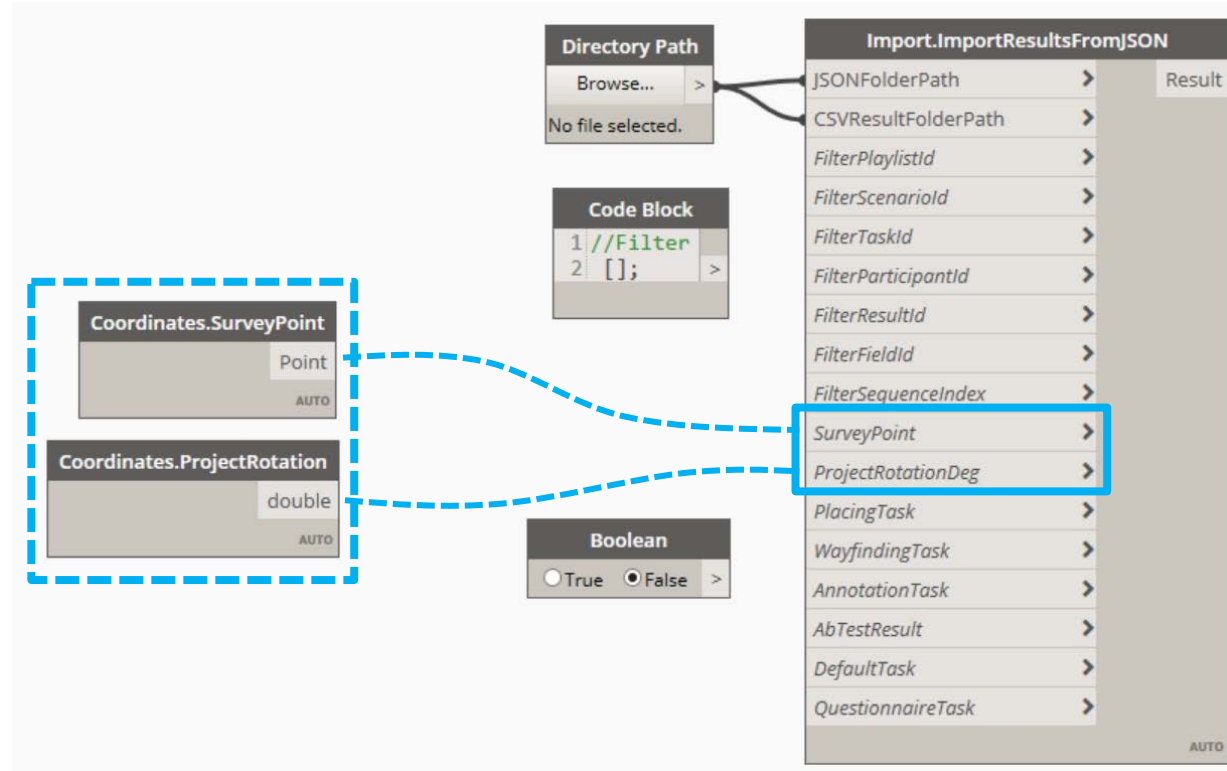 Directory Path
Browse...
>
No file selected.
Code Block
1 //Filter
2 [];
>
Coordinates.SurveyPoint
Point
AUTO
Coordinates.ProjectRotation
double
AUTO
Boolean
True False >
Import.ImportResultsFromJSON
JSONFolderPath > Result
CSVResultFolderPath >
FilterPlaylistId >
FilterScenarioId >
FilterTaskId >
FilterParticipantId >
FilterResultId >
FilterFieldId >
FilterSequenceIndex >
SurveyPoint >
ProjectRotationDeg >
PlacingTask >
WayfindingTask >
AnnotationTask >
AbTestResult >
DefaultTask >
QuestionnaireTask >
AUTO